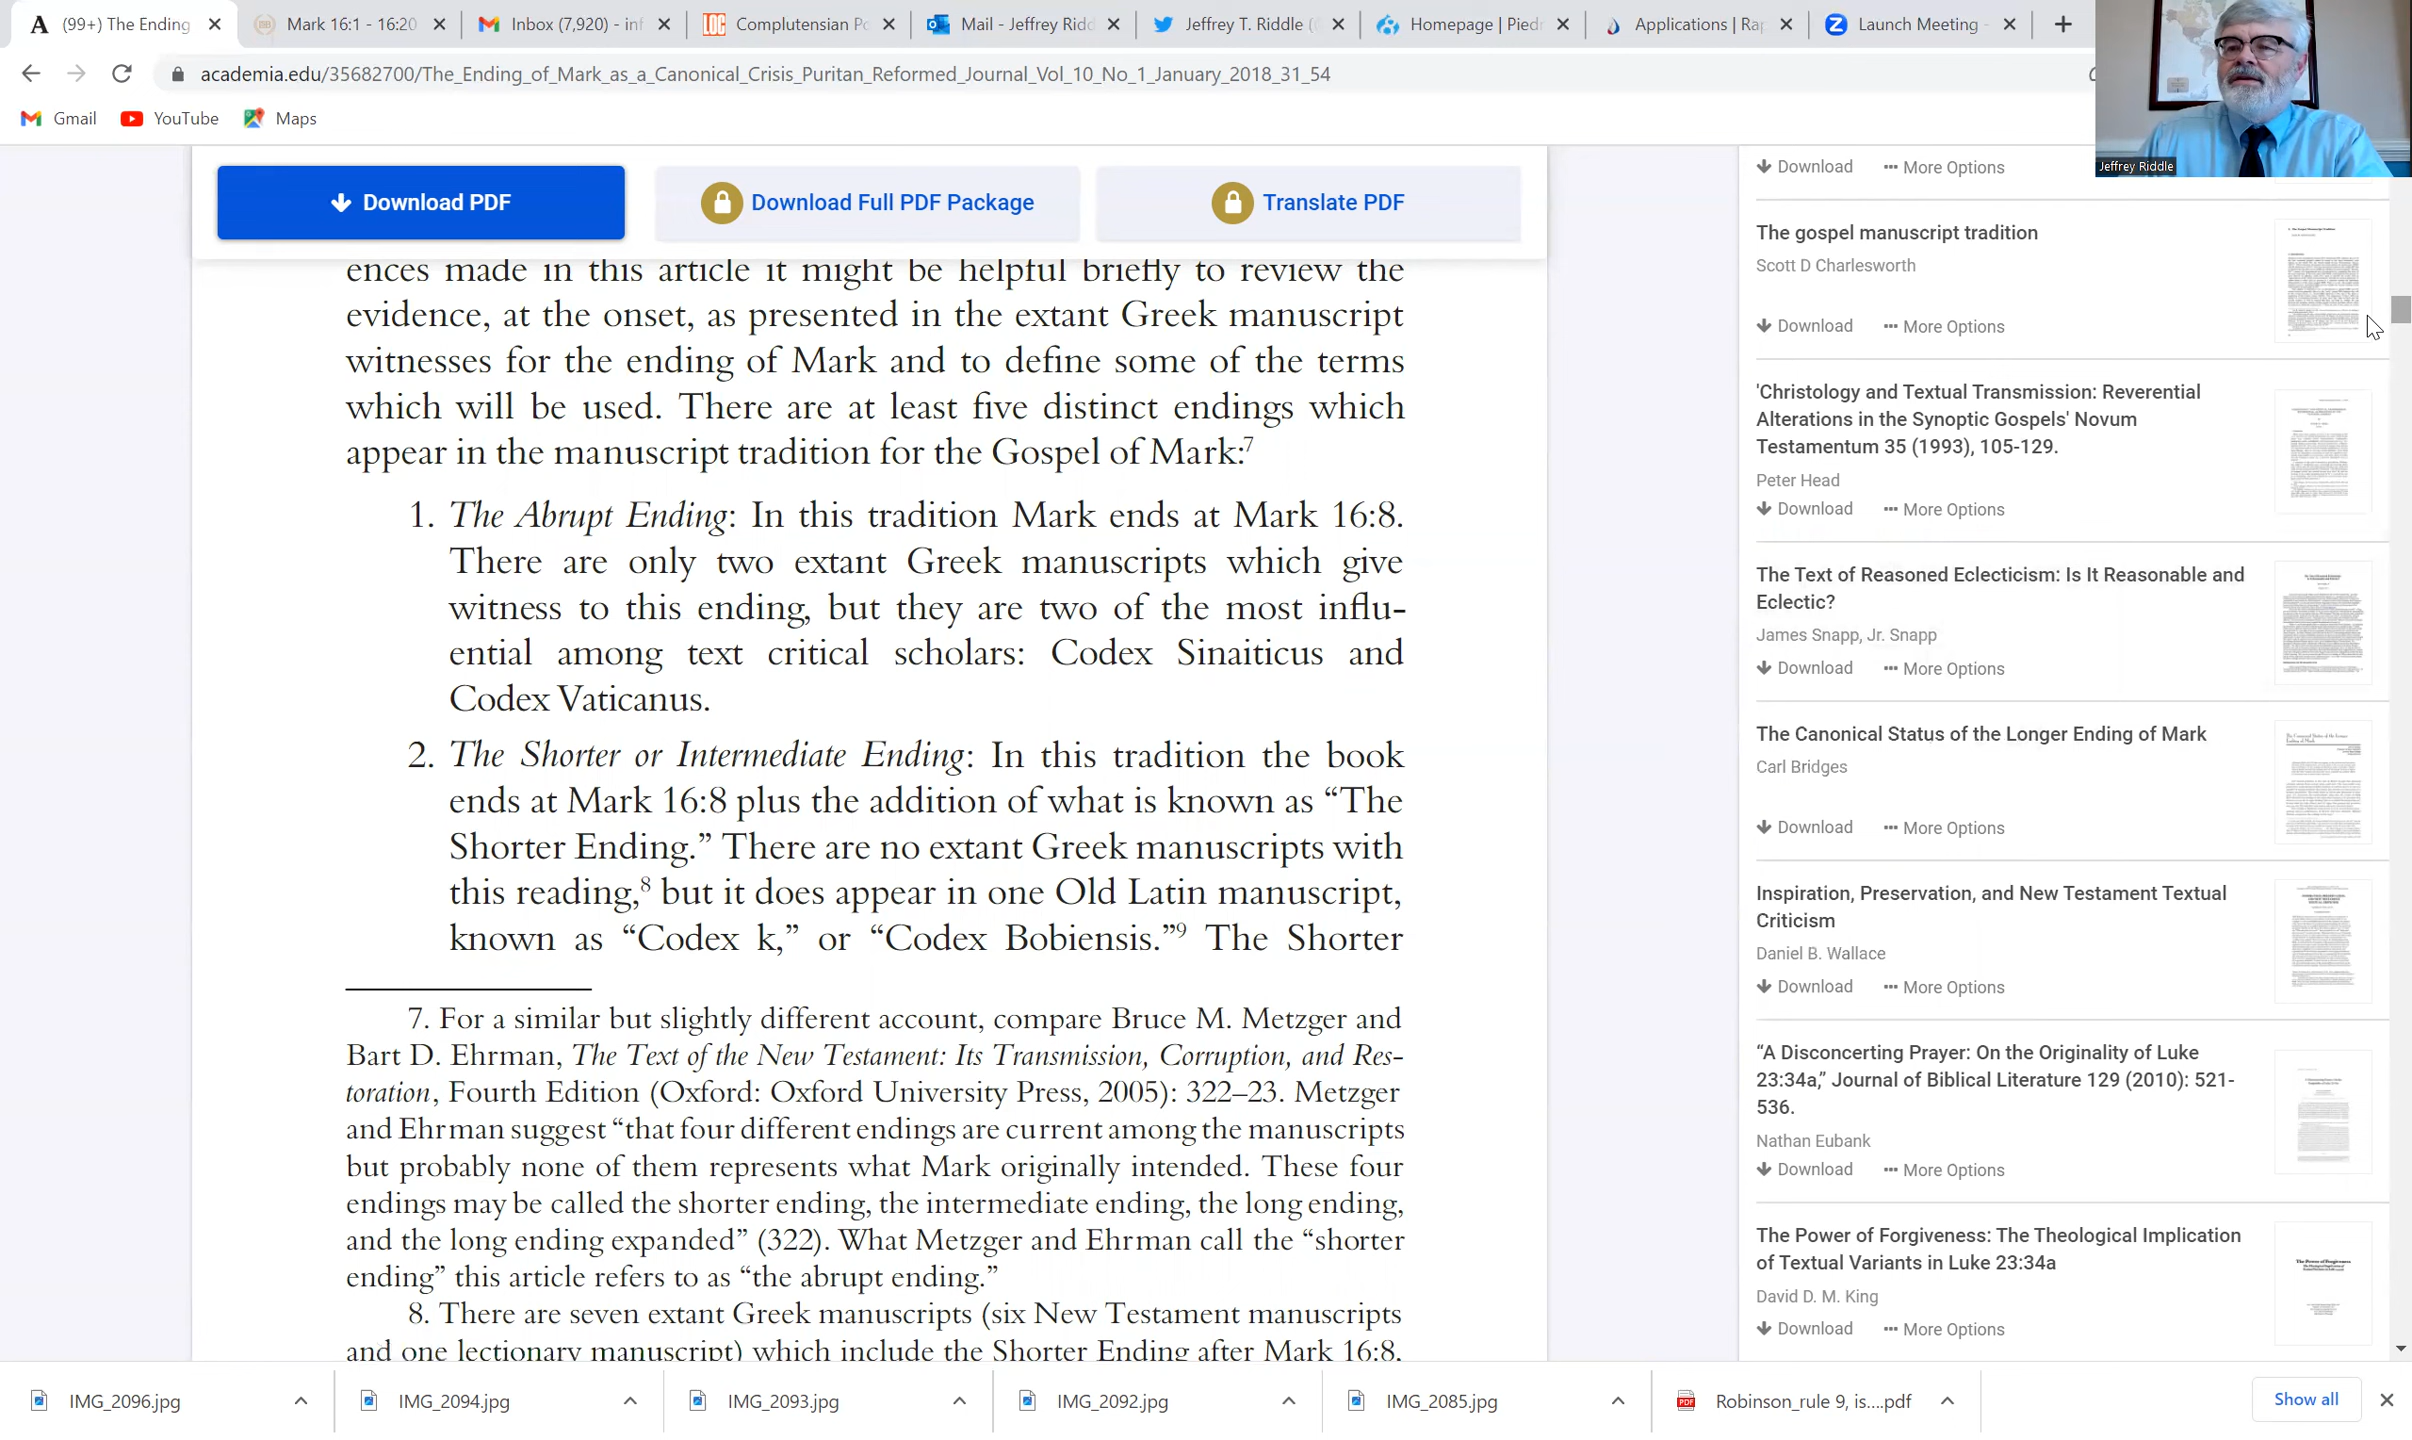 (99+) The Ending
Mark 16:1 - 16:20
Inbox (7,920) - inf
Complutensian Po
Mail - Jeffrey Ridd
Jeffrey T. Riddle (
Homepage | Pied
Applications | Rap
Launch Meeting -
academia.edu/35682700/The_Ending_of_Mark_as_a_Canonical_Crisis_Puritan_Reformed_Journal_Vol_10_No_1_January_2018_31_54
Gmail
YouTube
Maps
Jeffrey Riddle
Download PDF
Download Full PDF Package
Translate PDF
ences made in this article it might be helpful briefly to review the
evidence, at the onset, as presented in the extant Greek manuscript
witnesses for the ending of Mark and to define some of the terms
which will be used. There are at least five distinct endings which
appear in the manuscript tradition for the Gospel of Mark:7
1. The Abrupt Ending: In this tradition Mark ends at Mark 16:8.
There are only two extant Greek manuscripts which give
witness to this ending, but they are two of the most influ-
ential among text critical scholars: Codex Sinaiticus and
Codex Vaticanus.
2. The Shorter or Intermediate Ending: In this tradition the book
ends at Mark 16:8 plus the addition of what is known as “The
Shorter Ending.” There are no extant Greek manuscripts with
this reading,8 but it does appear in one Old Latin manuscript,
known as “Codex k,” or “Codex Bobiensis.”9 The Shorter
7. For a similar but slightly different account, compare Bruce M. Metzger and
Bart D. Ehrman, The Text of the New Testament: Its Transmission, Corruption, and Res-
toration, Fourth Edition (Oxford: Oxford University Press, 2005): 322–23. Metzger
and Ehrman suggest “that four different endings are current among the manuscripts
but probably none of them represents what Mark originally intended. These four
endings may be called the shorter ending, the intermediate ending, the long ending,
and the long ending expanded” (322). What Metzger and Ehrman call the “shorter
ending” this article refers to as “the abrupt ending.”
8. There are seven extant Greek manuscripts (six New Testament manuscripts
and one lectionary manuscript) which include the Shorter Ending after Mark 16:8,
Download
More Options
The gospel manuscript tradition
Scott D Charlesworth
Download
More Options
'Christology and Textual Transmission: Reverential
Alterations in the Synoptic Gospels' Novum
Testamentum 35 (1993), 105-129.
Peter Head
Download
More Options
The Text of Reasoned Eclecticism: Is It Reasonable and
Eclectic?
James Snapp, Jr. Snapp
Download
More Options
The Canonical Status of the Longer Ending of Mark
Carl Bridges
Download
More Options
Inspiration, Preservation, and New Testament Textual
Criticism
Daniel B. Wallace
Download
More Options
“A Disconcerting Prayer: On the Originality of Luke
23:34a,” Journal of Biblical Literature 129 (2010): 521-
536.
Nathan Eubank
Download
More Options
The Power of Forgiveness: The Theological Implication
of Textual Variants in Luke 23:34a
David D. M. King
Download
More Options
IMG_2096.jpg
IMG_2094.jpg
IMG_2093.jpg
IMG_2092.jpg
IMG_2085.jpg
Robinson_rule 9, is....pdf
Show all